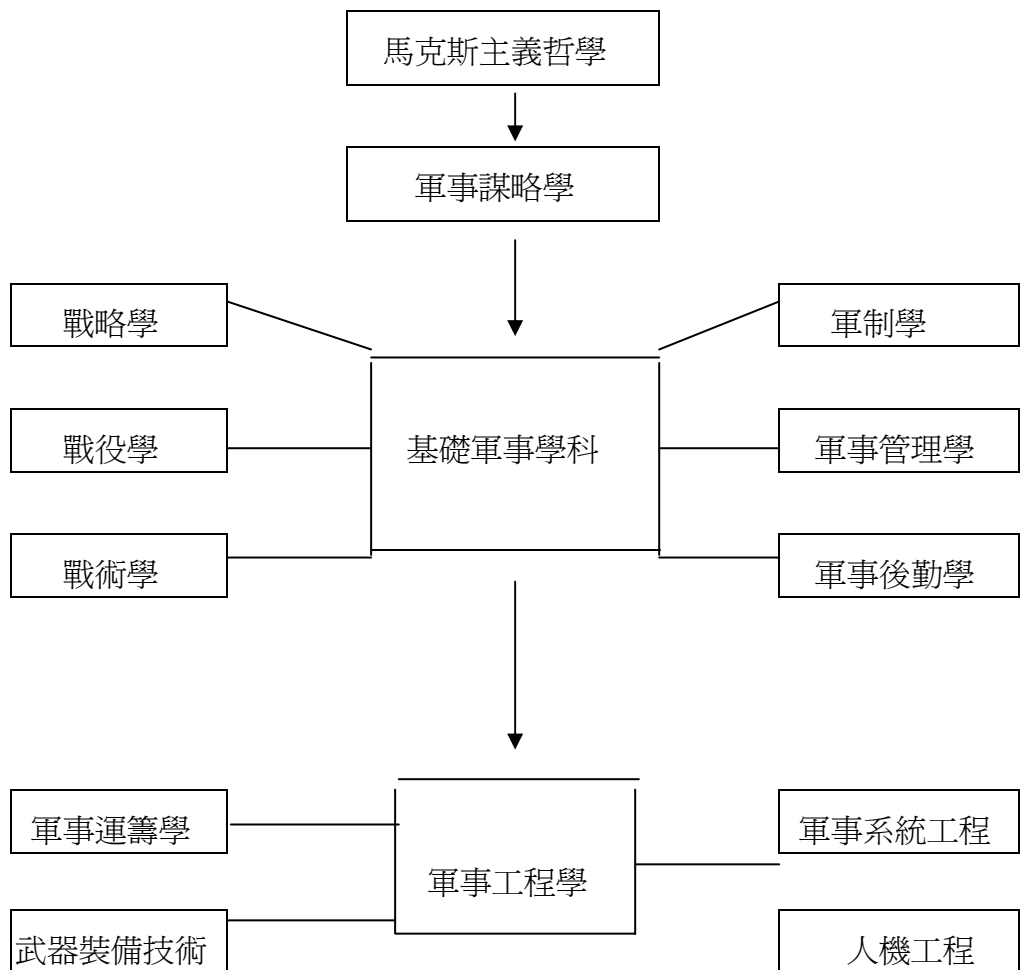 馬克斯主義哲學
軍事謀略學
戰略學
軍制學
戰役學
基礎軍事學科
軍事管理學
戰術學
軍事後勤學
軍事運籌學
軍事系統工程
軍事工程學
武器裝備技術
人機工程